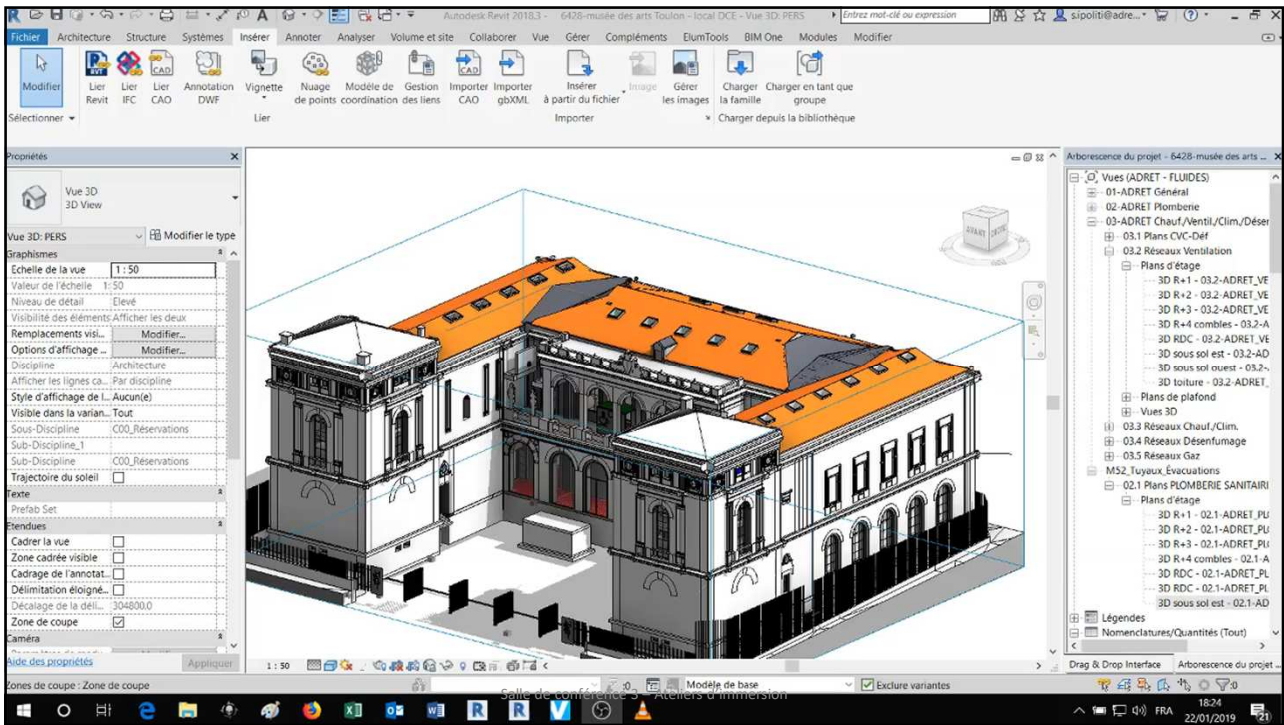 Autodesk Revit 2018.3 - 6428-musée des arts Toulon - local DCE - Vue 3D: PERS
Entrez mot-clé ou expression
s.ipoliti@adre...
Fichier Architecture Structure Systèmes Insérer Annoter Analyser Volume et site Collaborer Vue Gérer Compléments ElumTools BIM One Modules Modifier
Modifier
Lier Revit
Lier IFC
Lier CAO
Annotation DWF
Vignette
Nuage de points
Modèle de coordination
Gestion des liens
Importer CAO
Importer gbXML
Insérer à partir du fichier
Image
Gérer les images
Charger la famille
Charger en tant que groupe
Sélectionner
Lier
Importer
Charger depuis la bibliothèque
Propriétés
Vue 3D
3D View
Vue 3D: PERS
Modifier le type
Graphismes
Echelle de la vue 1 : 50
Valeur de l'échelle 1: 50
Niveau de détail Elevé
Visibilité des éléments Afficher les deux
Remplacements visi... Modifier...
Options d'affichage ... Modifier...
Discipline Architecture
Afficher les lignes ca... Par discipline
Style d'affichage de l... Aucun(e)
Visible dans la varian... Tout
Sous-Discipline C00_Réservations
Sub-Discipline_1
Sub-Discipline C00_Réservations
Trajectoire du soleil
Texte
Prefab Set
Etendues
Cadrer la vue
Zone cadrée visible
Cadrage de l'annotat...
Délimitation éloigné...
Décalage de la déli... 304800.0
Zone de coupe
Caméra
Aide des propriétés
Appliquer
AVANT
Arborescence du projet - 6428-musée des arts ...
Vues (ADRET - FLUIDES)
01-ADRET Général
02-ADRET Plomberie
03-ADRET Chauf./Ventil./Clim./Déser
03.1 Plans CVC-Déf
03.2 Réseaux Ventilation
Plans d'étage
3D R+1 - 03.2-ADRET_VE
3D R+2 - 03.2-ADRET_VE
3D R+3 - 03.2-ADRET_VE
3D R+4 combles - 03.2-A
3D RDC - 03.2-ADRET_VE
3D sous sol est - 03.2-AD
3D sous sol ouest - 03.2-
3D toiture - 03.2-ADRET_
Plans de plafond
Vues 3D
03.3 Réseaux Chauf./Clim.
03.4 Réseaux Désenfumage
03.5 Réseaux Gaz
M52_Tuyaux_Évacuations
02.1 Plans PLOMBERIE SANITAIRI
Plans d'étage
3D R+1 - 02.1-ADRET_PLU
3D R+2 - 02.1-ADRET_PLU
3D R+3 - 02.1-ADRET_PLU
3D R+4 combles - 02.1-A
3D RDC - 02.1-ADRET_PL
3D RDC - 02.1-ADRET_PL
3D sous sol est - 02.1-AD
Légendes
Nomenclatures/Quantités (Tout)
Drag & Drop Interface
Arborescence du projet ...
1 : 50
Zones de coupe : Zone de coupe
:0
Modèle de base
Exclure variantes
:0
Salle de conférence 3 – Ateliers d'immersion
FRA
18:24
22/01/2019
21